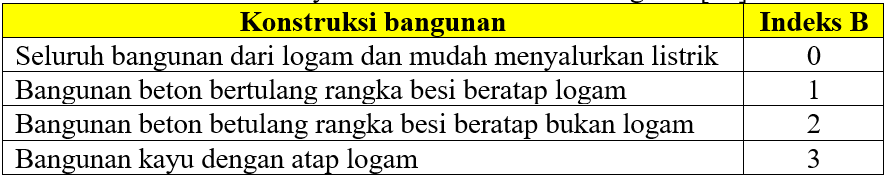 Konstruksi bangunan Indeks B
Seluruh bangunan dari logam dan mudah menyalurkan listrik 0
Bangunan beton bertulang rangka besi beratap logam 1
Bangunan beton betulang rangka besi beratap bukan logam 2
Bangunan kayu dengan atap logam 3